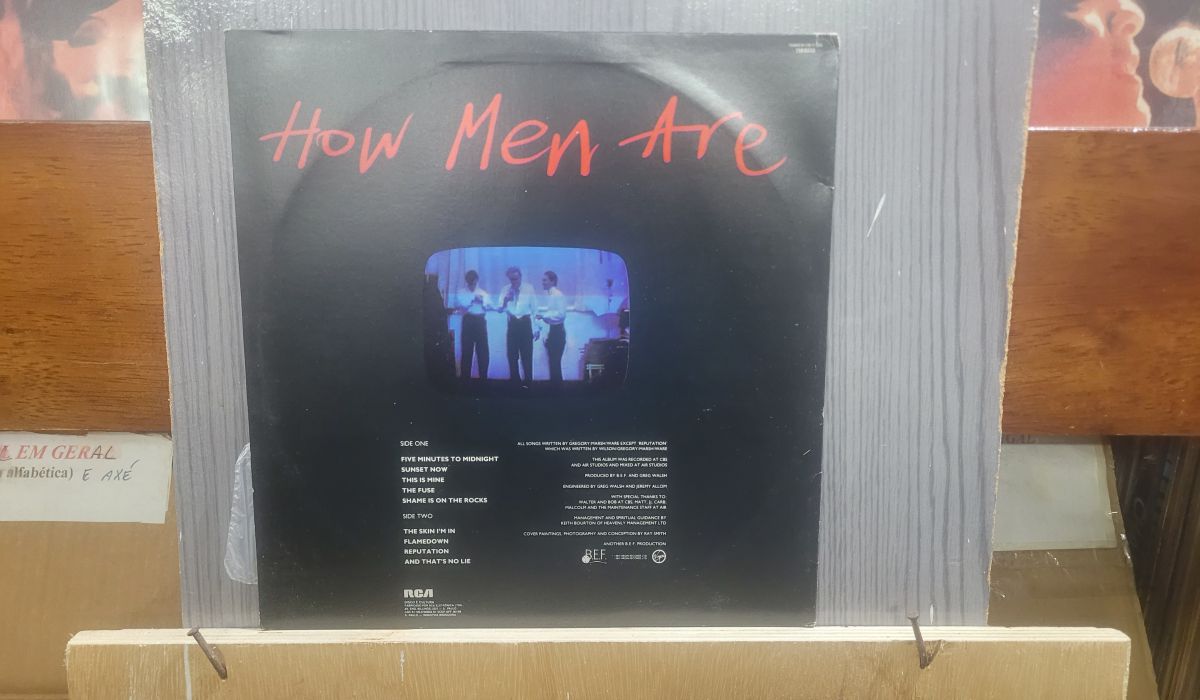 How Men Are
SIDE ONE
FIVE MINUTES TO MIDNIGHT
SUNSET NOW
THIS IS MINE
THE FUSE
SHAME IS ON THE ROCKS
SIDE TWO
THE SKIN I'M IN
FLAMEDOWN
REPUTATION
AND THAT'S NO LIE
ALL SONGS WRITTEN BY GREGORY MARSH/WARE EXCEPT 'REPUTATION'
WHICH WAS WRITTEN BY WILSON/GREGORY/MARSH/WARE
THIS ALBUM WAS RECORDED AT CBS
AND AIR STUDIOS AND MIXED AT AIR STUDIOS
PRODUCED BY B.E.F. AND GREG WALSH
ENGINEERED BY GREG WALSH AND JEREMY ALLOM
WITH SPECIAL THANKS TO:
WALTER AND BOB AT CBS, MATT, JJ, CARB,
MALCOLM AND THE MAINTENANCE STAFF AT AIR
MANAGEMENT AND SPIRITUAL GUIDANCE BY
KEITH BOURTON OF HEAVENLY MANAGEMENT LTD
COVER PAINTINGS, PHOTOGRAPHY AND CONCEPTION BY RAY SMITH
ANOTHER B.E.F. PRODUCTION
B.E.F.
Virgin
RCA
DISCO É CULTURA
L EM GERAL
alfabética) E AXÉ
GERAL